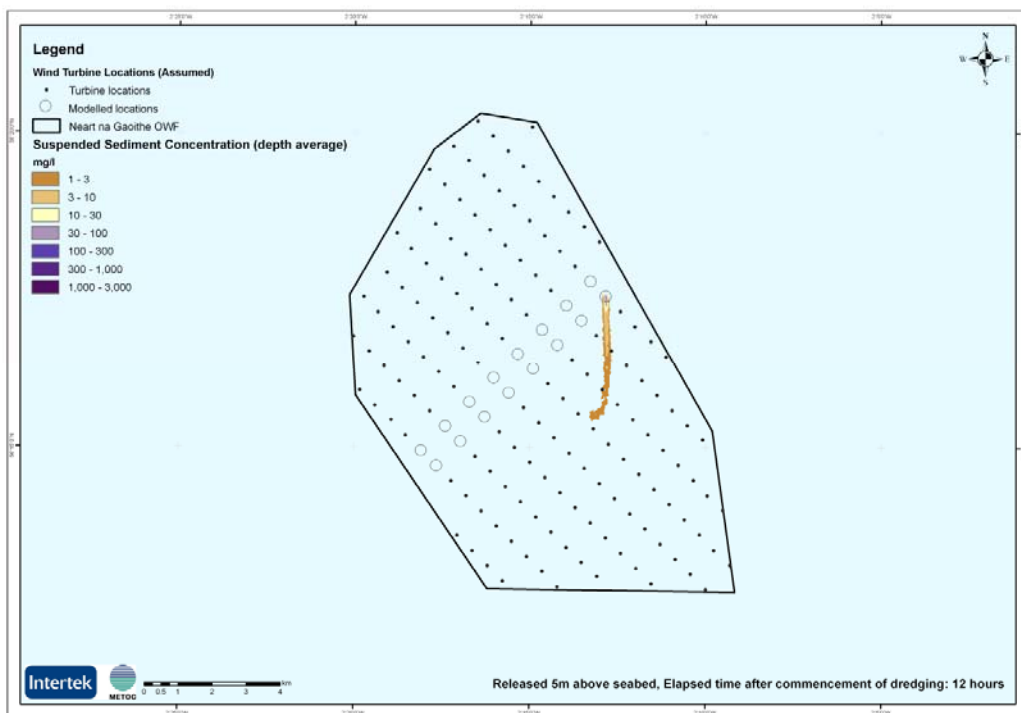 Legend
N
W E
S
Wind Turbine Locations (Assumed)
Turbine locations
Modelled locations
Neart na Gaoithe OWF
Suspended Sediment Concentration (depth average)
mg/l
1 - 3
3 - 10
10 - 30
30 - 100
100 - 300
300 - 1,000
1,000 - 3,000
Intertek
METOC
0 0.5 1 2 3 4 km
Released 5m above seabed, Elapsed time after commencement of dredging: 12 hours